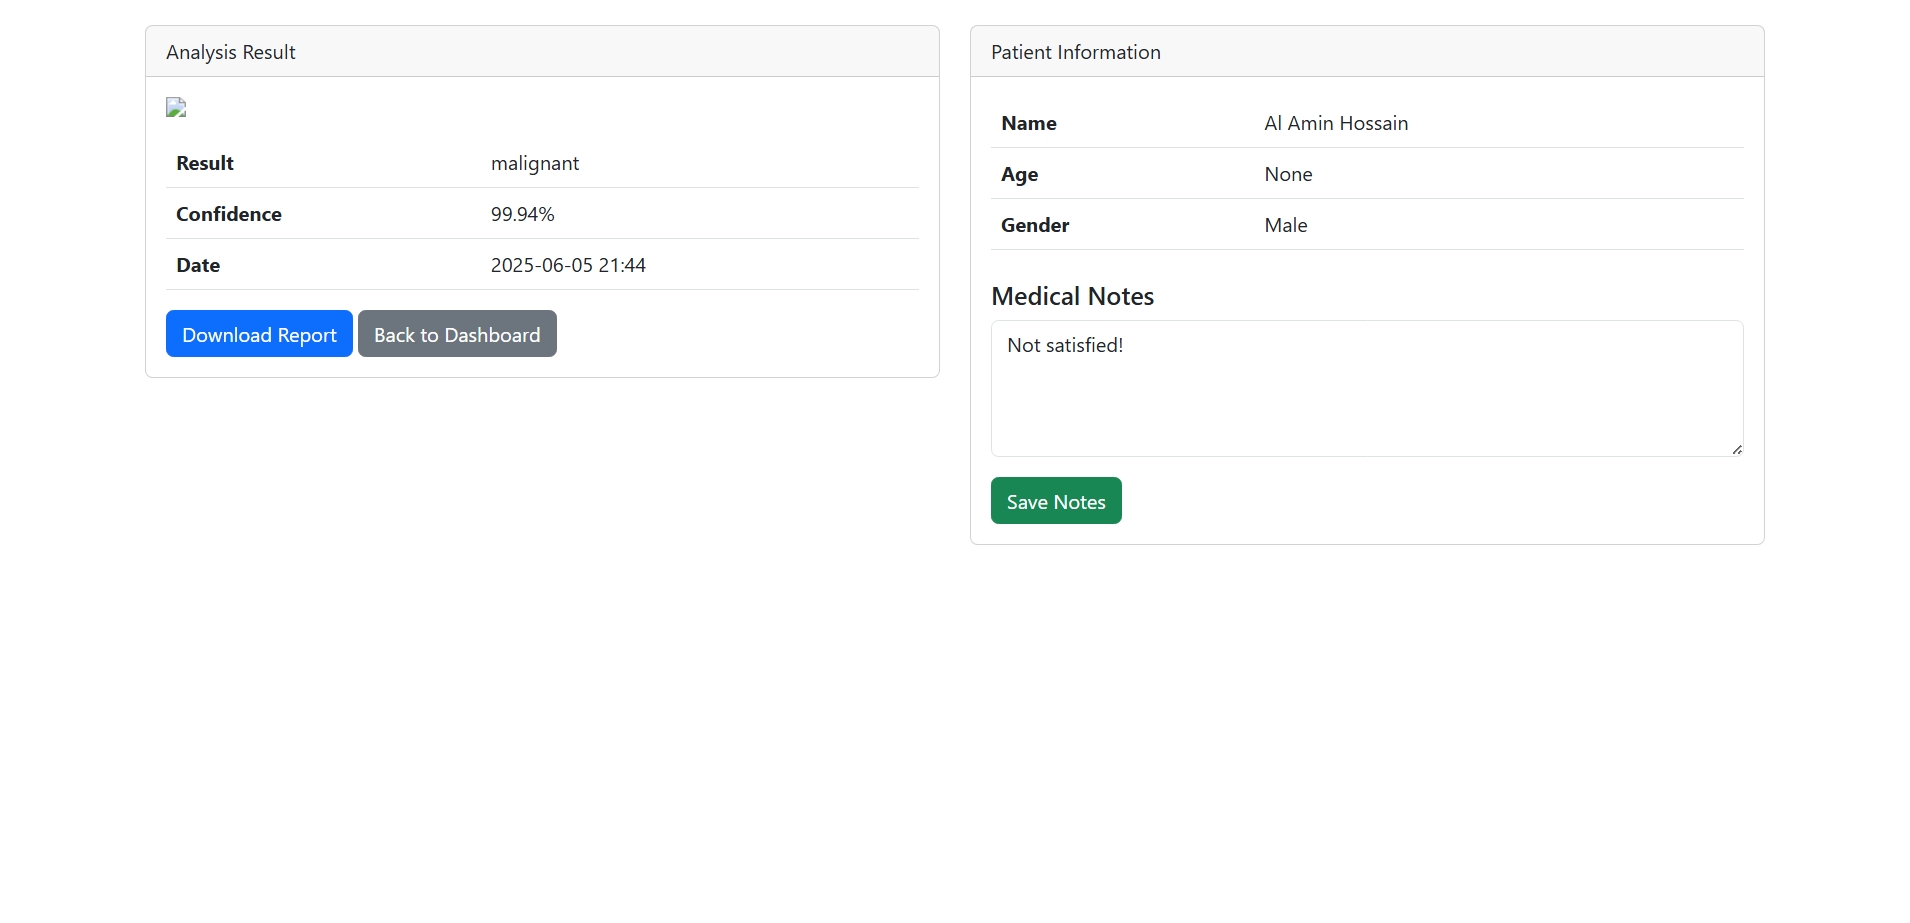 Analysis Result
Result malignant
Confidence 99.94%
Date 2025-06-05 21:44
Download Report Back to Dashboard
Patient Information
Name Al Amin Hossain
Age None
Gender Male
Medical Notes
Not satisfied!
Save Notes